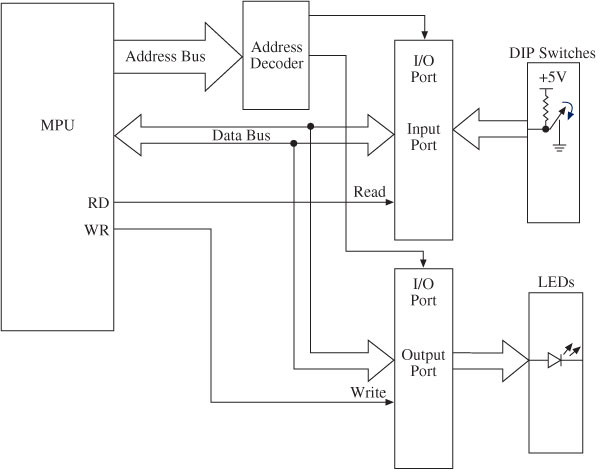 MPU
Address Bus
Address
Decoder
Data Bus
RD
WR
Read
I/O
Port
Input
Port
DIP Switches
+5V
I/O
Port
Output
Port
Write
LEDs